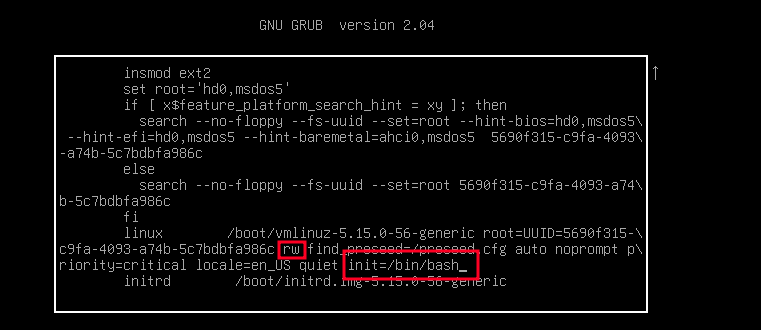 GNU GRUB version 2.04
insmod ext2
set root='hd0,msdos5'
if [ x$feature_platform_search_hint = xy ]; then
search --no-floppy --fs-uuid --set=root --hint-bios=hd0,msdos5\
--hint-efi=hd0,msdos5 --hint-baremetal=ahci0,msdos5 5690f315-c9fa-4093\
-a74b-5c7bdbfa986c
else
search --no-floppy --fs-uuid --set=root 5690f315-c9fa-4093-a74\
b-5c7bdbfa986c
fi
linux /boot/vmlinuz-5.15.0-56-generic root=UUID=5690f315-\
c9fa-4093-a74b-5c7bdbfa986c rw find_preseed=/preseed.cfg auto noprompt p\
riority=critical locale=en_US quiet init=/bin/bash_
initrd /boot/initrd.img-5.15.0-56-generic